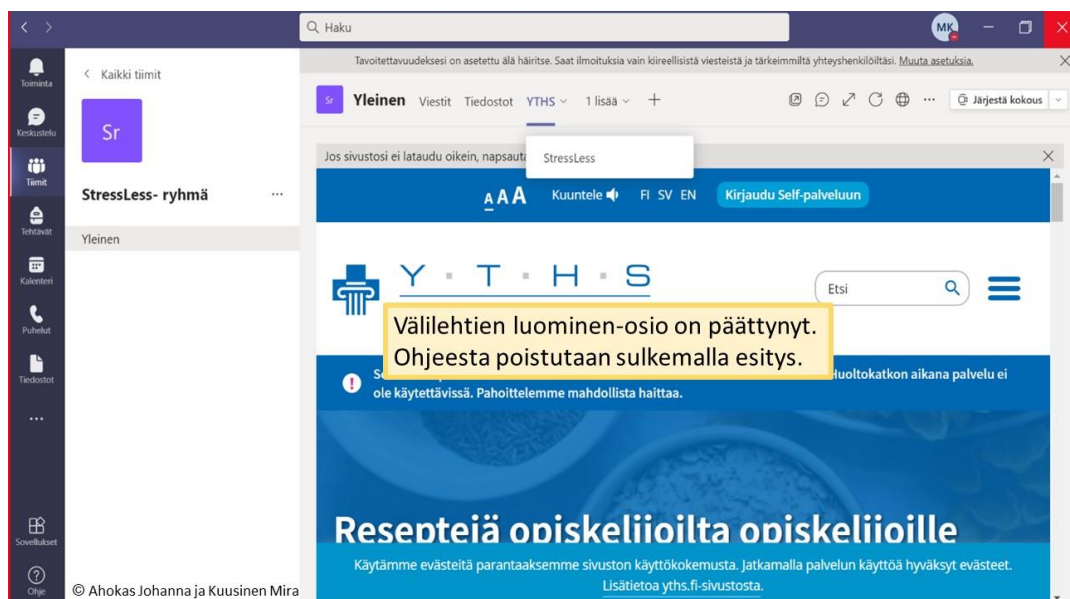 Haku
MK
Toiminta
Keskustelu
Tiimit
Tehtävät
Kalenteri
Puhelut
Tiedostot
Sovellukset
Ohje
Kaikki tiimit
Sr
StressLess- ryhmä
Yleinen
© Ahokas Johanna ja Kuusinen Mira
Tavoitettavuudeksesi on asetettu älä häiritse. Saat ilmoituksia vain kiireellisistä viesteistä ja tärkeimmiltä yhteyshenkilöiltäsi. Muuta asetuksia.
Sr Yleinen Viestit Tiedostot YTHS 1 lisää + Järjestä kokous
Jos sivustosi ei lataudu oikein, napsauta
StressLess
A A A Kuuntele FI SV EN Kirjaudu Self-palveluun
Y T H S
Etsi
Välilehtien luominen-osio on päättynyt.
Ohjeesta poistutaan sulkemalla esitys.
Huoltokatkon aikana palvelu ei
ole käytettävissä. Pahoittelemme mahdollista haittaa.
Reseptejä opiskelijoilta opiskelijoille
Käytämme evästeitä parantaaksemme sivuston käyttökokemusta. Jatkamalla palvelun käyttöä hyväksyt evästeet.
Lisätietoa yths.fi-sivustosta.